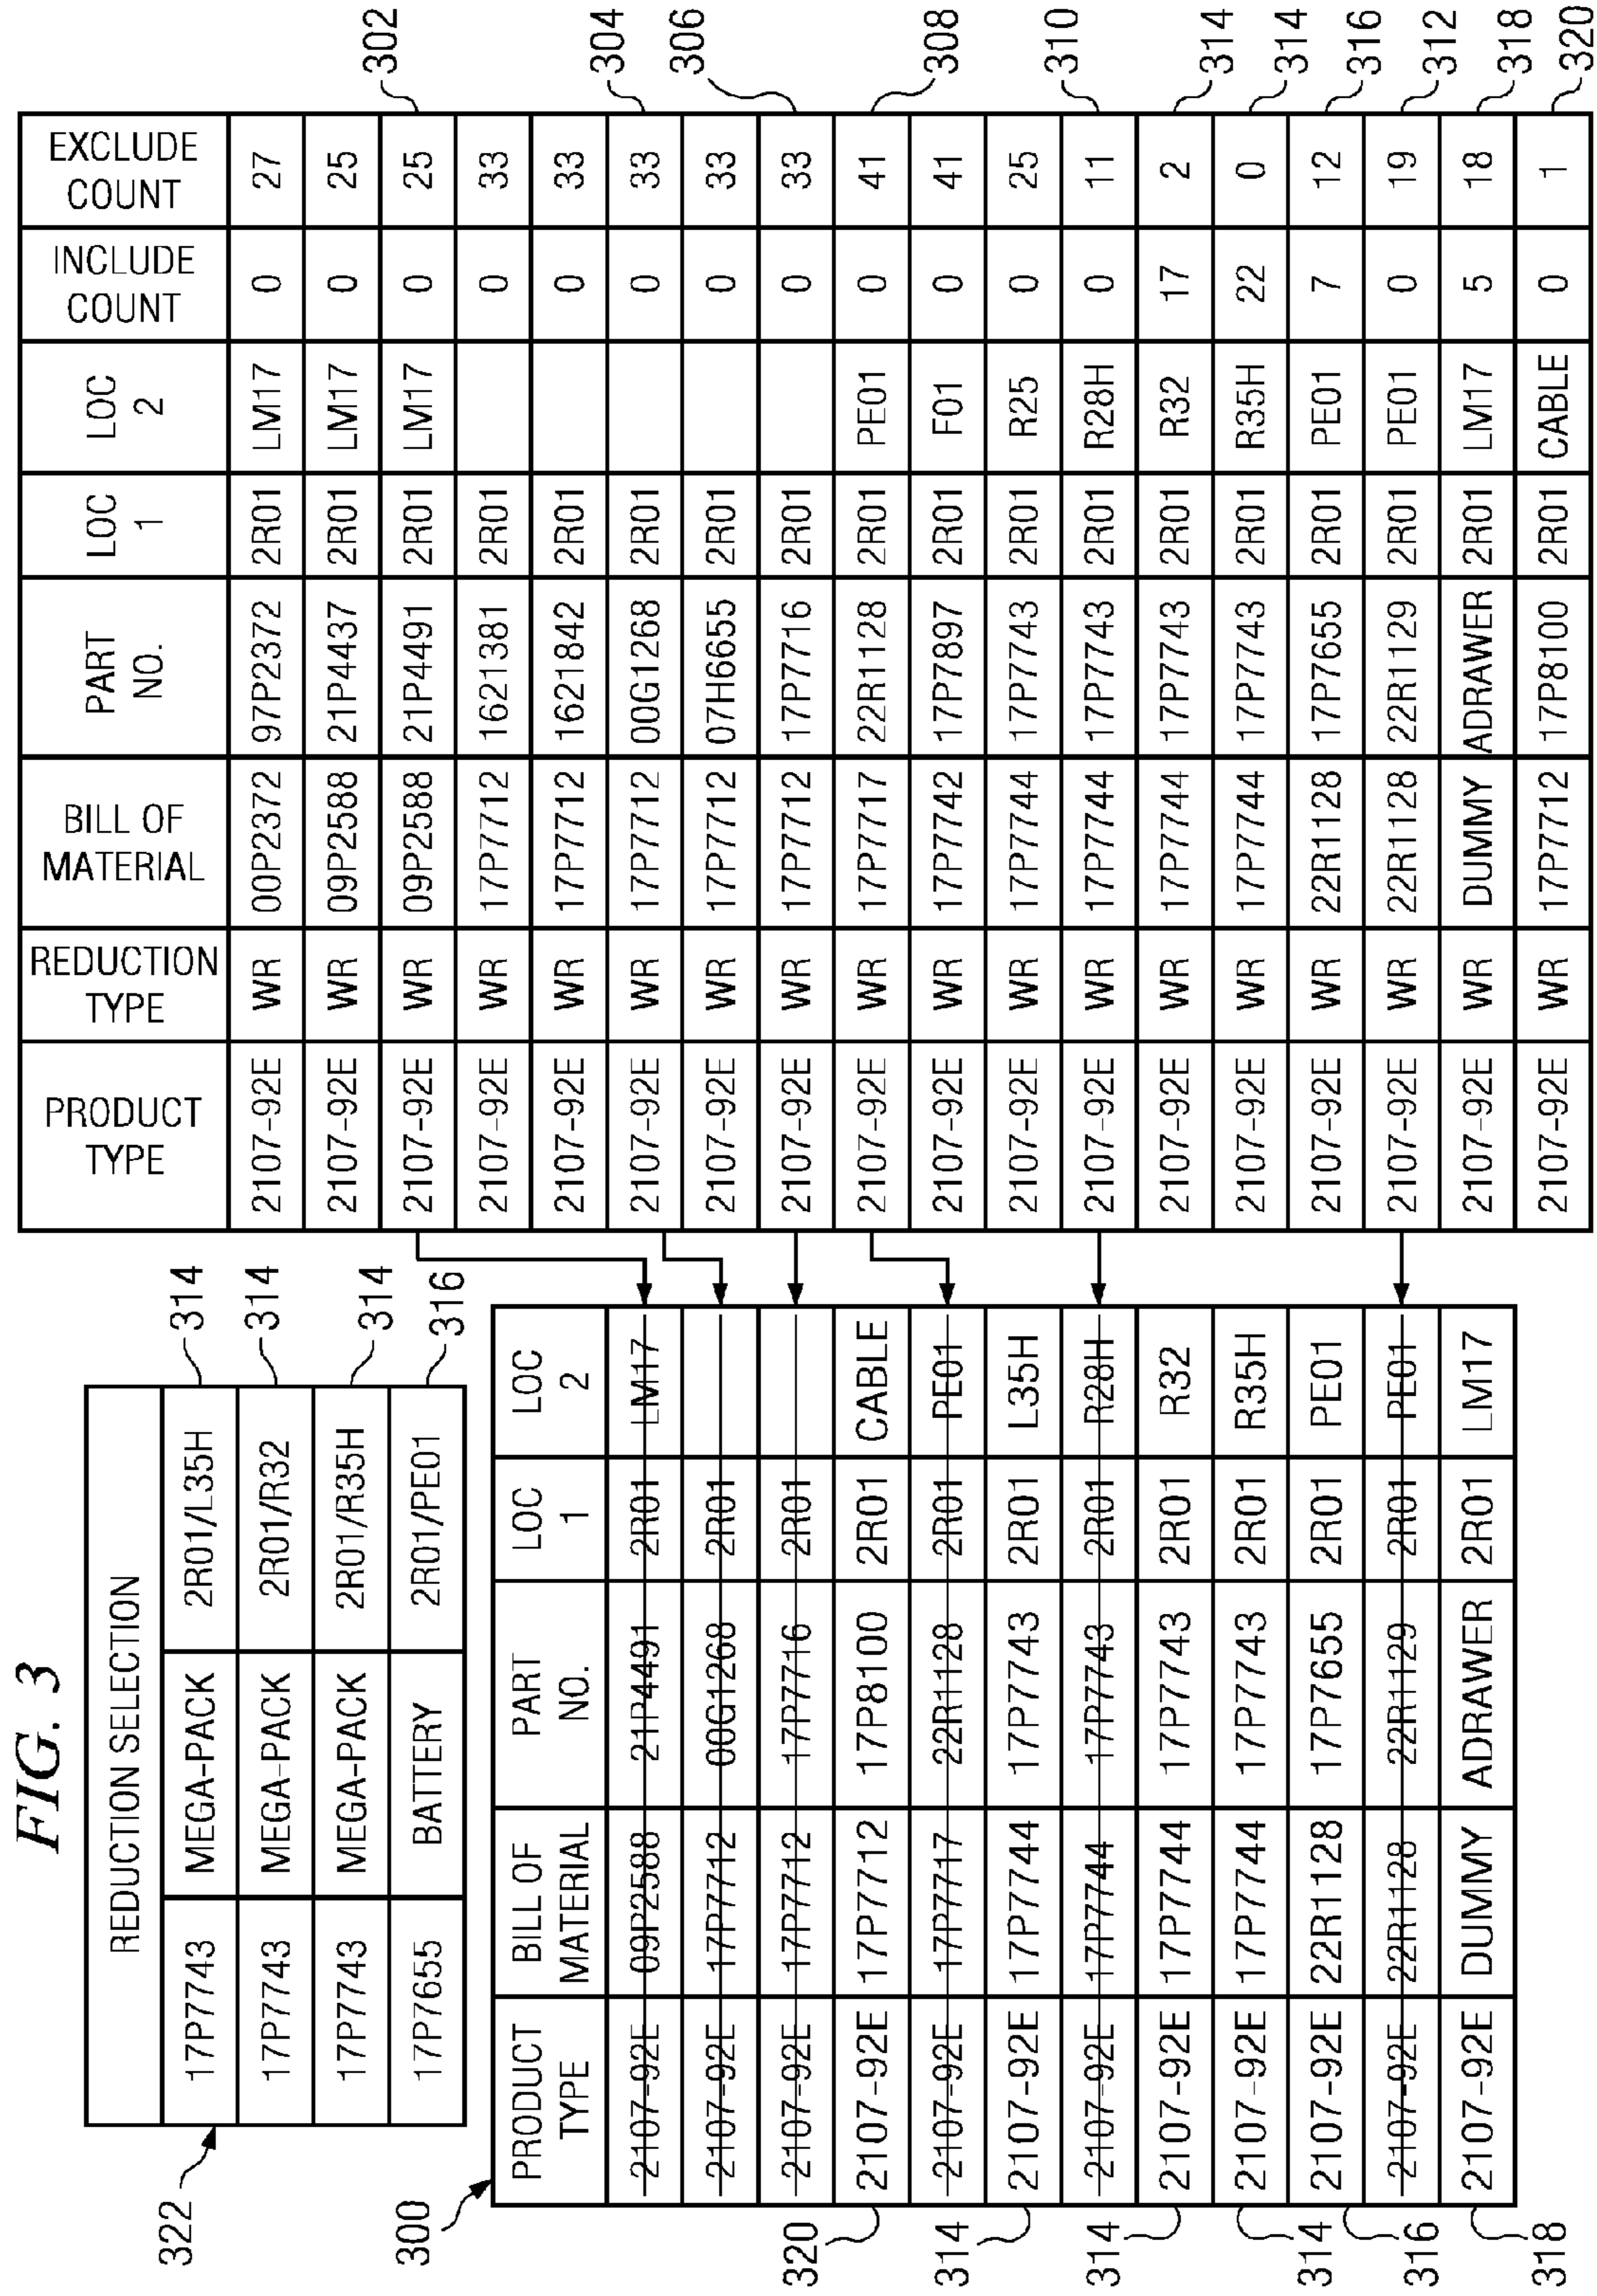 FIG. 3
REDUCTION SELECTION
17P7743 MEGA-PACK 2R01/L35H 314
17P7743 MEGA-PACK 2R01/R32 314
17P7743 MEGA-PACK 2R01/R35H 314
17P7655 BATTERY 2R01/PE01 316
322
300
PRODUCT TYPE BILL OF MATERIAL PART NO. LOC 1 LOC 2
2107-92E 09P2588 21P4491 2R01 LM17
2107-92E 17P7712 00G1268 2R01
2107-92E 17P7712 17P7716 2R01
320 2107-92E 17P7712 17P8100 2R01 CABLE
2107-92E 17P7717 22R1128 2R01 PE01
314 2107-92E 17P7744 17P7743 2R01 L35H
2107-92E 17P7744 17P7743 2R01 R28H
314 2107-92E 17P7744 17P7743 2R01 R32
314 2107-92E 17P7744 17P7743 2R01 R35H
316 2107-92E 22R1128 17P7655 2R01 PE01
2107-92E 22R1128 22R1129 2R01 PE01
318 2107-92E DUMMY ADRAWER 2R01 LM17
PRODUCT TYPE REDUCTION TYPE BILL OF MATERIAL PART NO. LOC 1 LOC 2 INCLUDE COUNT EXCLUDE COUNT
2107-92E WR 00P2372 97P2372 2R01 LM17 0 27
2107-92E WR 09P2588 21P4437 2R01 LM17 0 25
2107-92E WR 09P2588 21P4491 2R01 LM17 0 25 302
2107-92E WR 17P7712 1621381 2R01 0 33
2107-92E WR 17P7712 1621842 2R01 0 33
2107-92E WR 17P7712 00G1268 2R01 0 33 304
2107-92E WR 17P7712 07H6655 2R01 0 33
2107-92E WR 17P7712 17P7716 2R01 0 33 306
2107-92E WR 17P7717 22R1128 2R01 PE01 0 41 308
2107-92E WR 17P7742 17P7897 2R01 F01 0 41
2107-92E WR 17P7744 17P7743 2R01 R25 0 25
2107-92E WR 17P7744 17P7743 2R01 R28H 0 11 310
2107-92E WR 17P7744 17P7743 2R01 R32 17 2 314
2107-92E WR 17P7744 17P7743 2R01 R35H 22 0 314
2107-92E WR 22R1128 17P7655 2R01 PE01 7 12 316
2107-92E WR 22R1128 22R1129 2R01 PE01 0 19 312
2107-92E WR DUMMY ADRAWER 2R01 LM17 5 18 318
2107-92E WR 17P7712 17P8100 2R01 CABLE 0 1 320